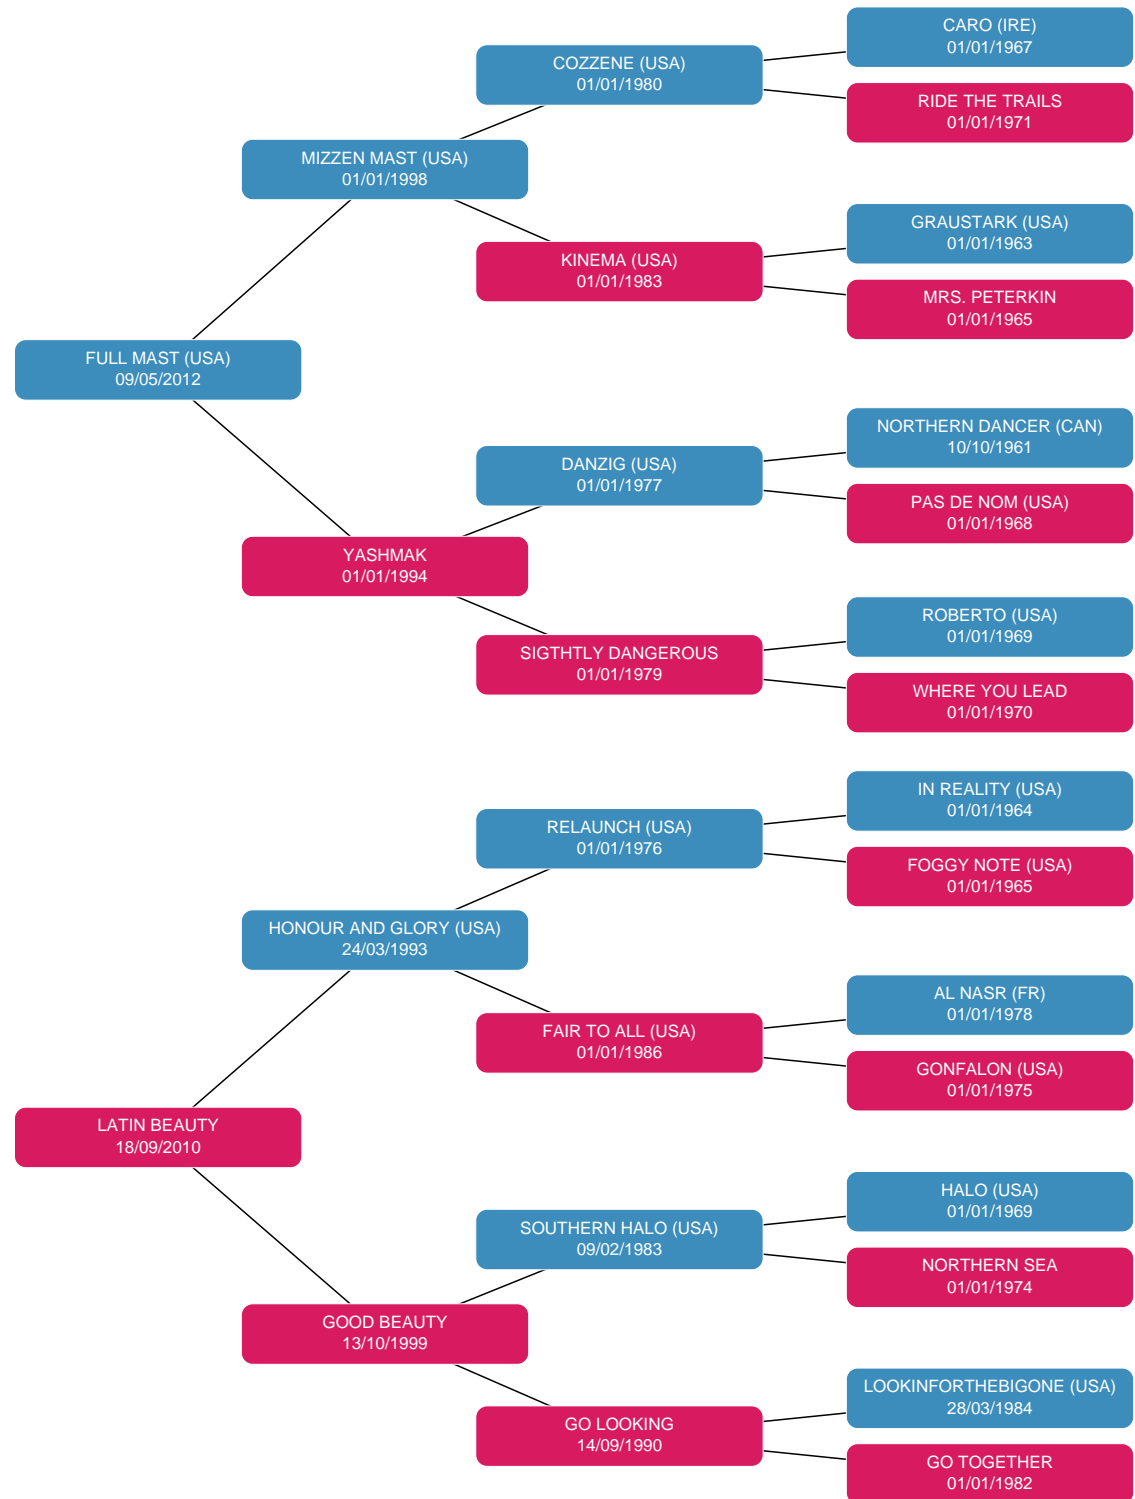 CARO (IRE)
01/01/1967
COZZENE (USA)
01/01/1980
RIDE THE TRAILS
01/01/1971
MIZZEN MAST (USA)
01/01/1998
GRAUSTARK (USA)
01/01/1963
KINEMA (USA)
01/01/1983
MRS. PETERKIN
01/01/1965
FULL MAST (USA)
09/05/2012
NORTHERN DANCER (CAN)
10/10/1961
DANZIG (USA)
01/01/1977
PAS DE NOM (USA)
01/01/1968
YASHMAK
01/01/1994
ROBERTO (USA)
01/01/1969
SIGTHTLY DANGEROUS
01/01/1979
WHERE YOU LEAD
01/01/1970
IN REALITY (USA)
01/01/1964
RELAUNCH (USA)
01/01/1976
FOGGY NOTE (USA)
01/01/1965
HONOUR AND GLORY (USA)
24/03/1993
AL NASR (FR)
01/01/1978
FAIR TO ALL (USA)
01/01/1986
GONFALON (USA)
01/01/1975
LATIN BEAUTY
18/09/2010
HALO (USA)
01/01/1969
SOUTHERN HALO (USA)
09/02/1983
NORTHERN SEA
01/01/1974
GOOD BEAUTY
13/10/1999
LOOKINFORTHEBIGONE (USA)
28/03/1984
GO LOOKING
14/09/1990
GO TOGETHER
01/01/1982